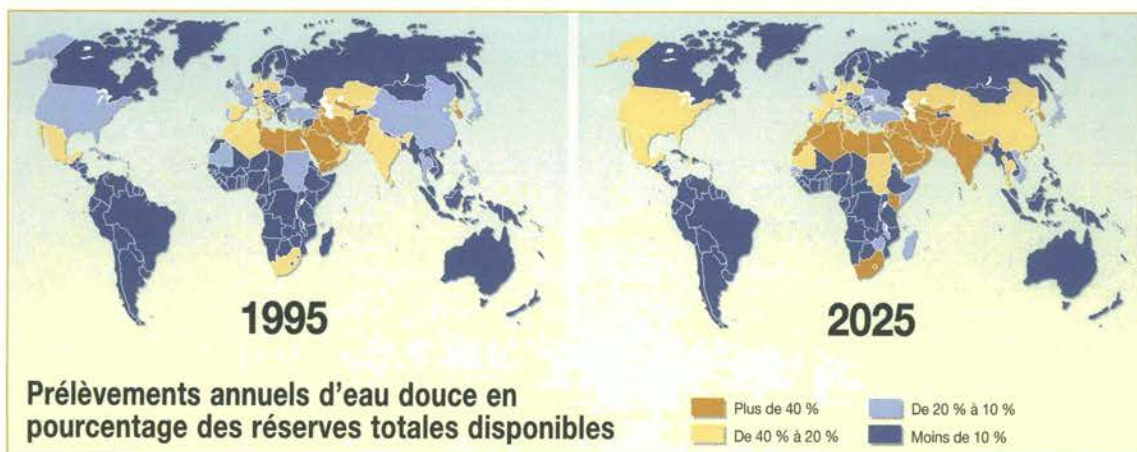 1995
2025
Prélèvements annuels d'eau douce en
pourcentage des réserves totales disponibles
Plus de 40 %
De 40 % à 20 %
De 20 % à 10 %
Moins de 10 %